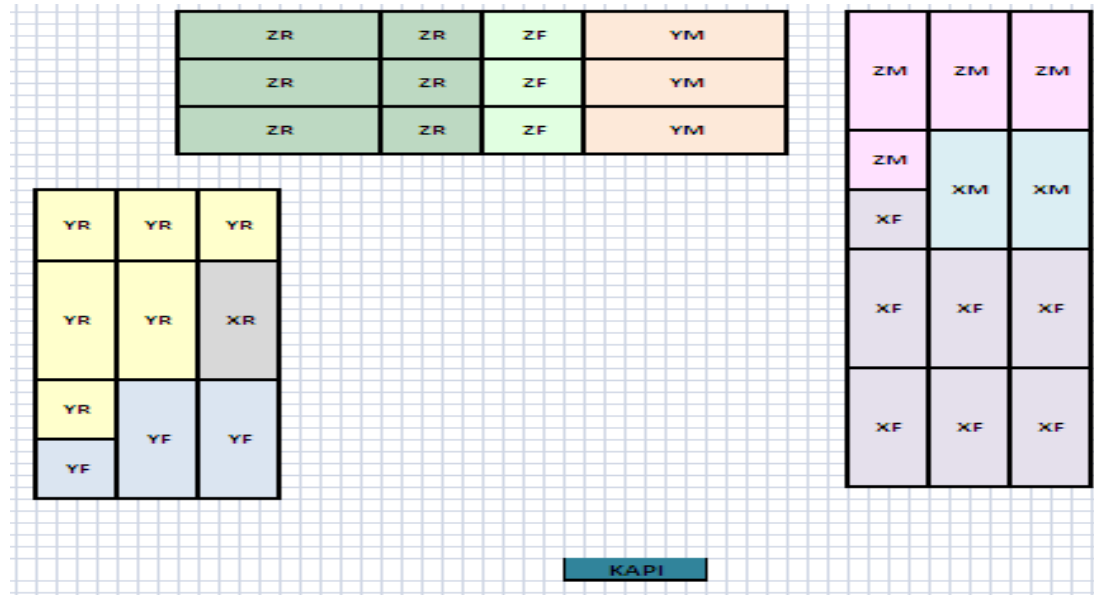 ZR ZR ZF YM
ZR ZR ZF YM
ZR ZR ZF YM
ZM ZM ZM
ZM XM XM
XF
XF XF XF
XF XF XF
YR YR YR
YR YR XR
YR YF YF
YF
KAPI